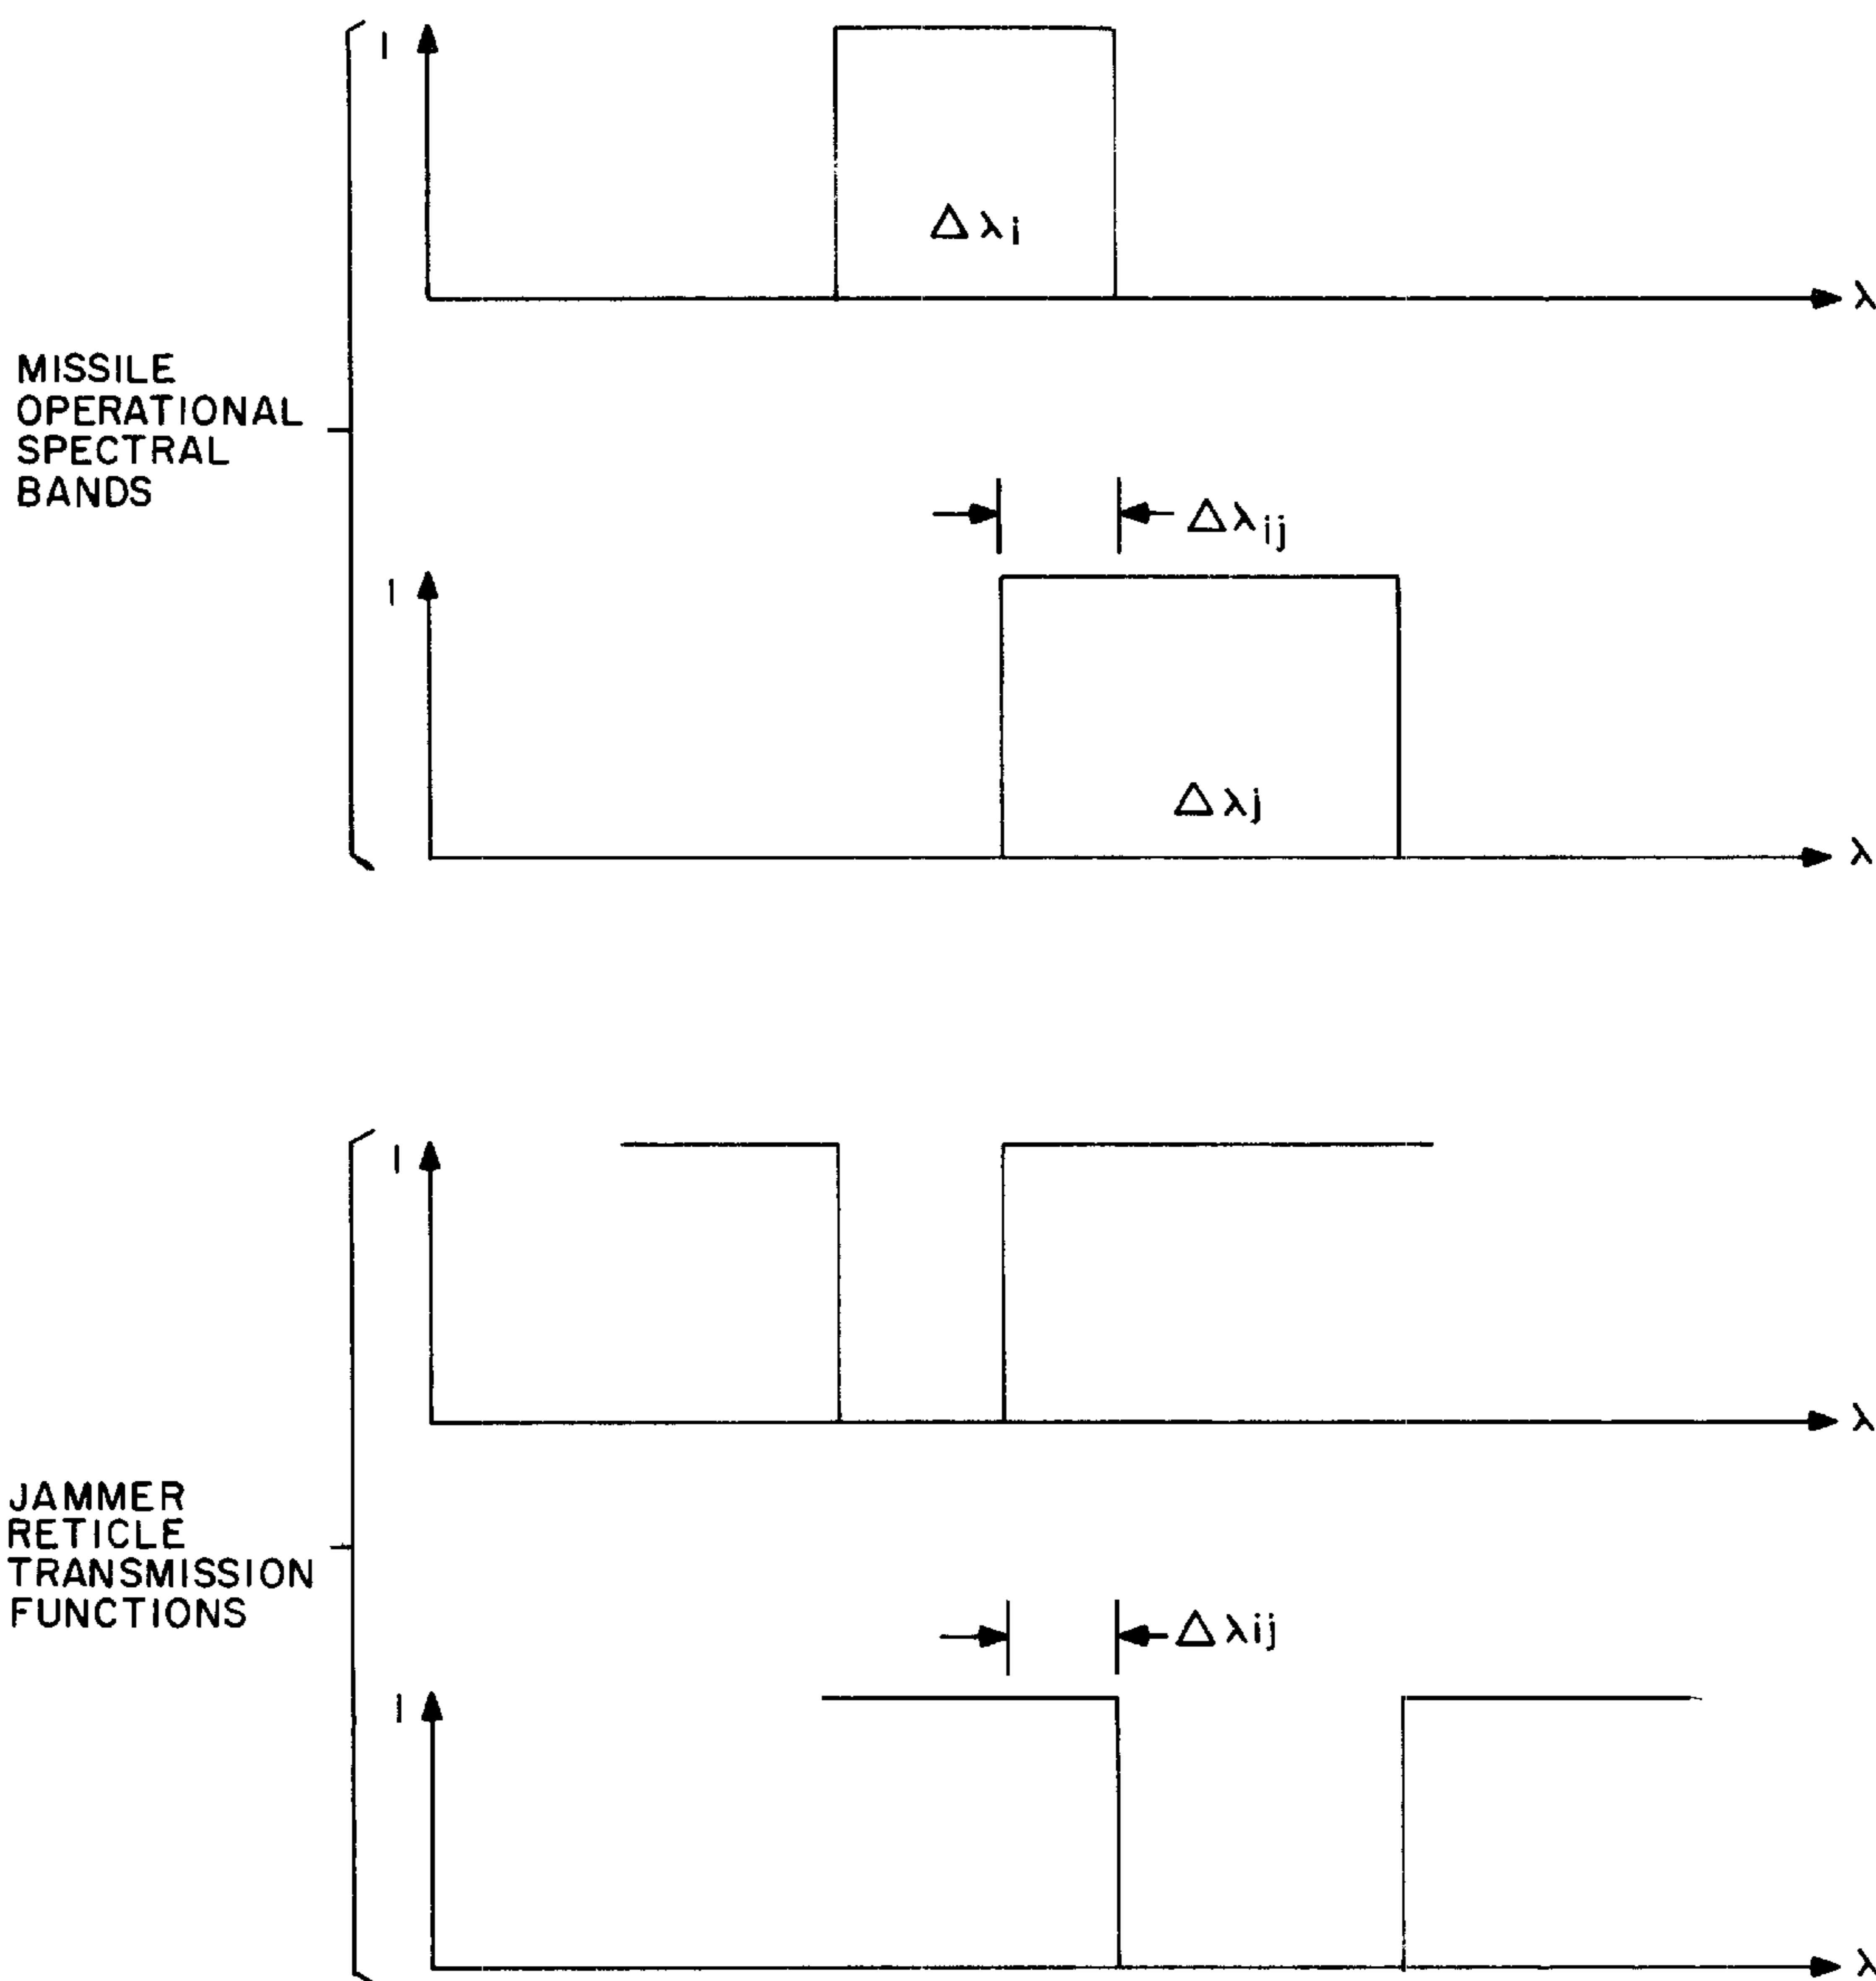 1
Δλi
λ
MISSILE
OPERATIONAL
SPECTRAL
BANDS
Δλij
1
Δλj
λ
1
λ
JAMMER
RETICLE
TRANSMISSION
FUNCTIONS
Δλij
1
λ